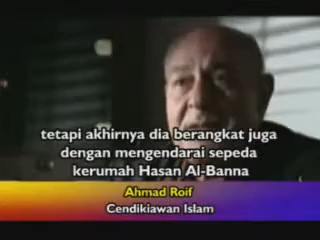 tetapi akhirnya dia berangkat juga
dengan mengendarai sepeda
kerumah Hasan Al-Banna
Ahmad Roif
Cendikiawan Islam